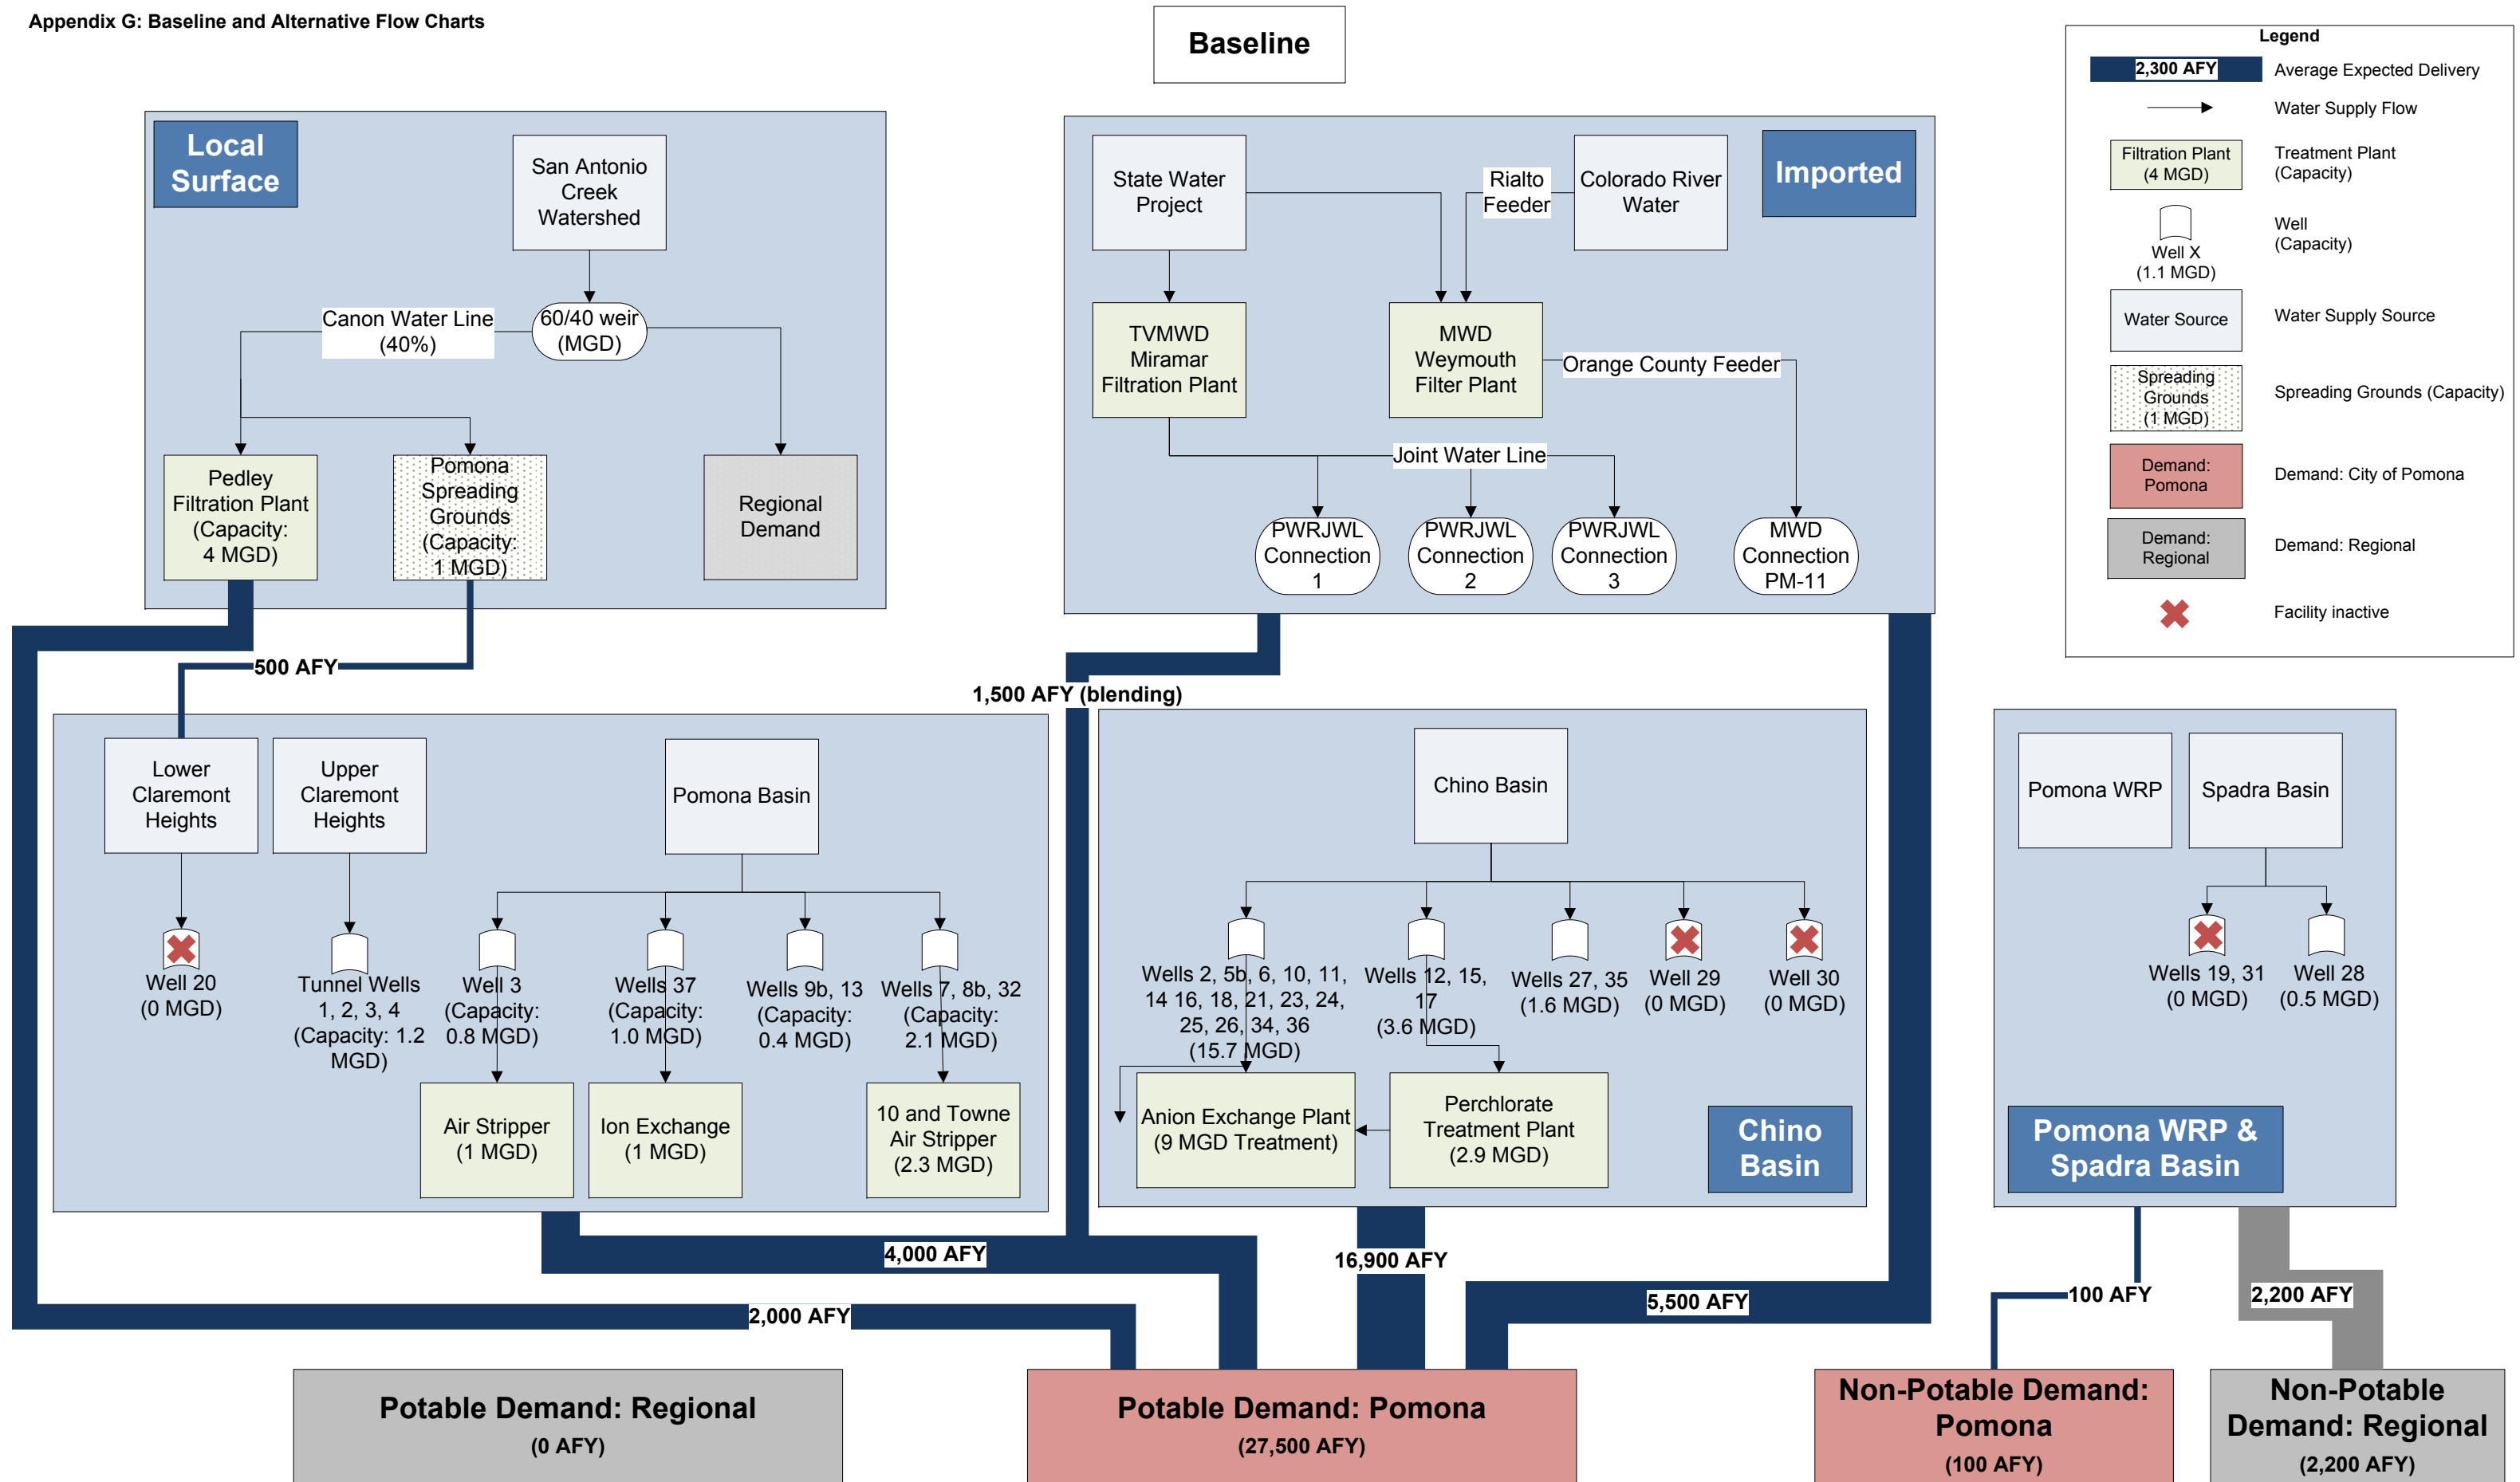 Appendix G: Baseline and Alternative Flow Charts
Baseline
Legend
2,300 AFY
Average Expected Delivery
Water Supply Flow
Filtration Plant
(4 MGD)
Treatment Plant
(Capacity)
Well X
(1.1 MGD)
Well
(Capacity)
Water Source
Water Supply Source
Spreading
Grounds
(1 MGD)
Spreading Grounds (Capacity)
Demand:
Pomona
Demand: City of Pomona
Demand:
Regional
Demand: Regional
Facility inactive
Local
Surface
San Antonio
Creek
Watershed
Canon Water Line
(40%)
60/40 weir
(MGD)
Pedley
Filtration Plant
(Capacity:
4 MGD)
Pomona
Spreading
Grounds
(Capacity:
1 MGD)
Regional
Demand
State Water
Project
Rialto
Feeder
Colorado River
Water
Imported
TVMWD
Miramar
Filtration Plant
MWD
Weymouth
Filter Plant
Orange County Feeder
Joint Water Line
PWRJWL
Connection
1
PWRJWL
Connection
2
PWRJWL
Connection
3
MWD
Connection
PM-11
500 AFY
1,500 AFY (blending)
Lower
Claremont
Heights
Upper
Claremont
Heights
Pomona Basin
Well 20
(0 MGD)
Tunnel Wells
1, 2, 3, 4
(Capacity: 1.2
MGD)
Well 3
(Capacity:
0.8 MGD)
Wells 37
(Capacity:
1.0 MGD)
Wells 9b, 13
(Capacity:
0.4 MGD)
Wells 7, 8b, 32
(Capacity:
2.1 MGD)
Air Stripper
(1 MGD)
Ion Exchange
(1 MGD)
10 and Towne
Air Stripper
(2.3 MGD)
Chino Basin
Wells 2, 5b, 6, 10, 11,
14 16, 18, 21, 23, 24,
25, 26, 34, 36
(15.7 MGD)
Wells 12, 15,
17
(3.6 MGD)
Wells 27, 35
(1.6 MGD)
Well 29
(0 MGD)
Well 30
(0 MGD)
Anion Exchange Plant
(9 MGD Treatment)
Perchlorate
Treatment Plant
(2.9 MGD)
Chino
Basin
Pomona WRP
Spadra Basin
Wells 19, 31
(0 MGD)
Well 28
(0.5 MGD)
Pomona WRP &
Spadra Basin
4,000 AFY
16,900 AFY
2,000 AFY
5,500 AFY
100 AFY
2,200 AFY
Potable Demand: Regional
(0 AFY)
Potable Demand: Pomona
(27,500 AFY)
Non-Potable Demand:
Pomona
(100 AFY)
Non-Potable
Demand: Regional
(2,200 AFY)